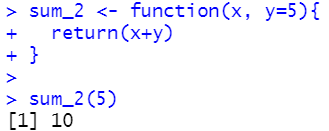 > sum_2 <- function(x, y=5){
+   return(x+y)
+ }
>
> sum_2(5)
[1] 10